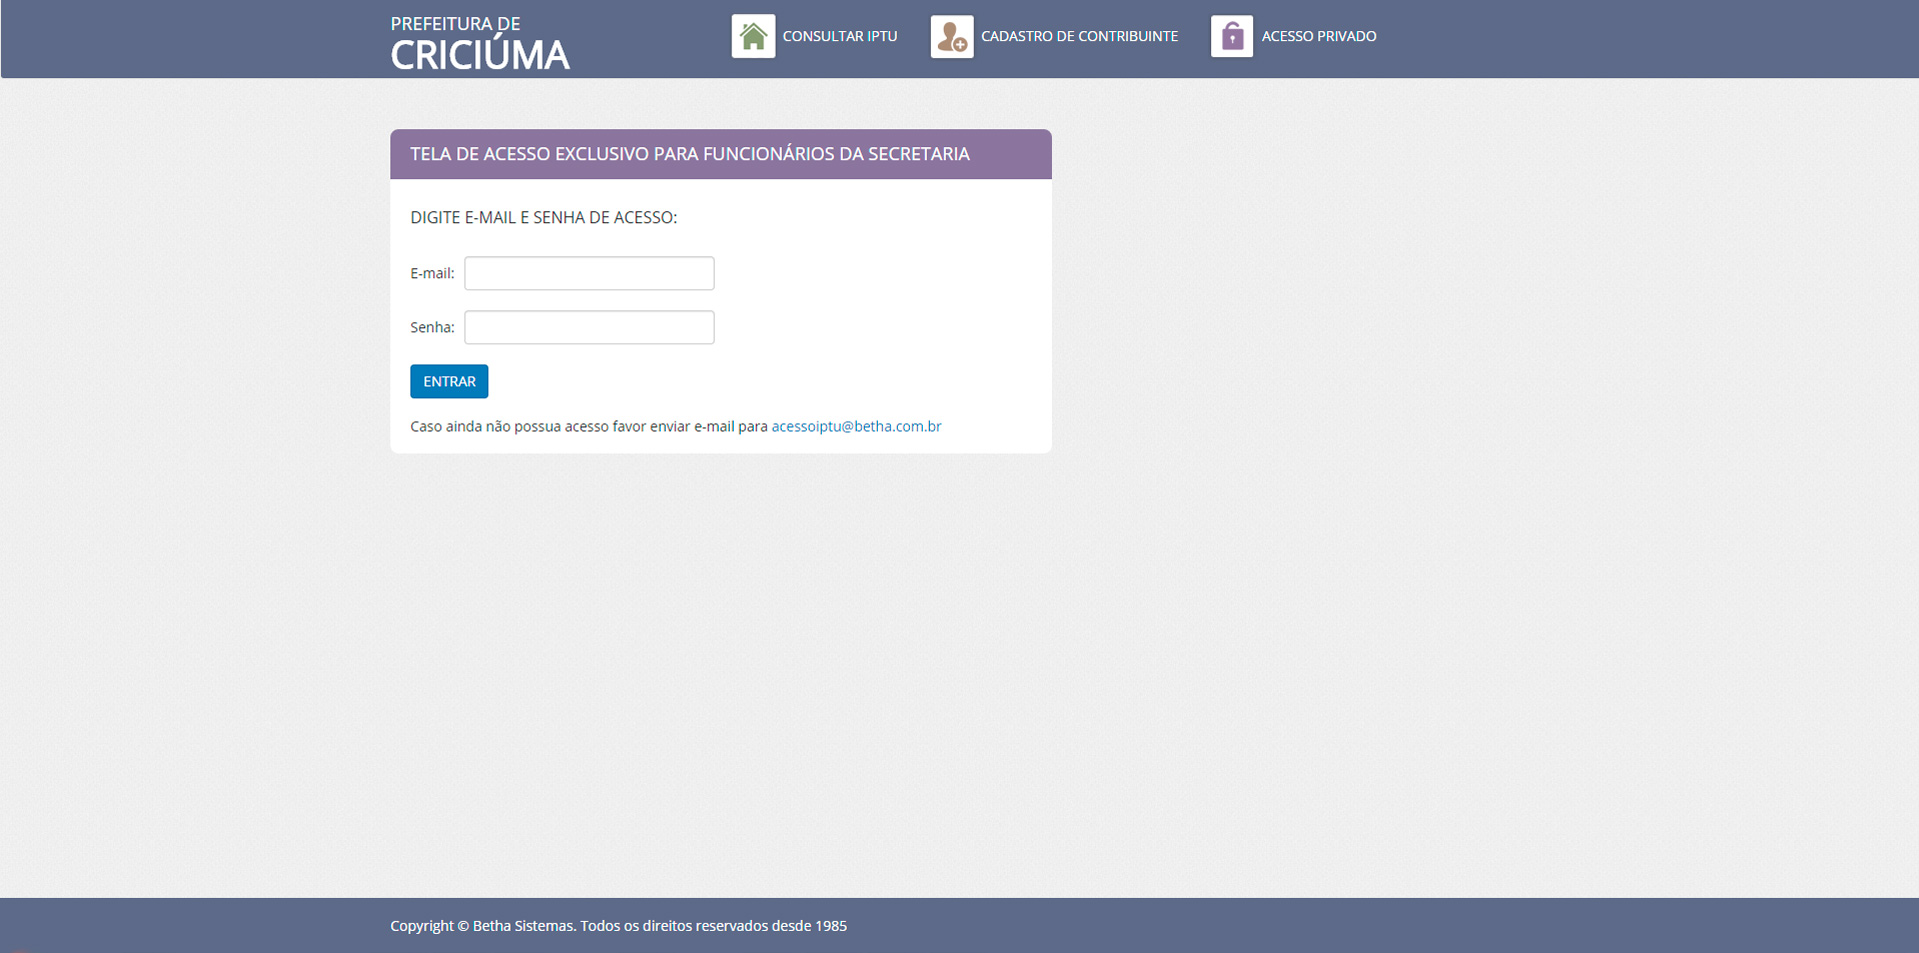 PREFEITURA DE
CRICIÚMA
CONSULTAR IPTU
CADASTRO DE CONTRIBUINTE
ACESSO PRIVADO
TELA DE ACESSO EXCLUSIVO PARA FUNCIONÁRIOS DA SECRETARIA
DIGITE E-MAIL E SENHA DE ACESSO:
E-mail:
Senha:
ENTRAR
Caso ainda não possua acesso favor enviar e-mail para acessoiptu@betha.com.br
Copyright © Betha Sistemas. Todos os direitos reservados desde 1985